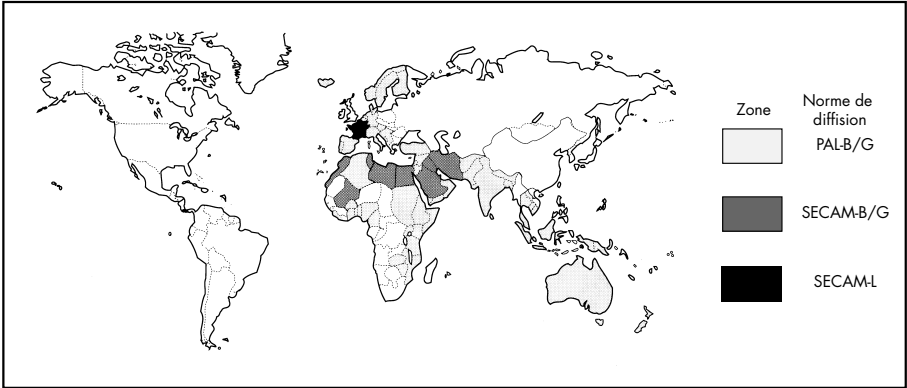 Zone
Norme de
diffision
PAL-B/G
SECAM-B/G
SECAM-L